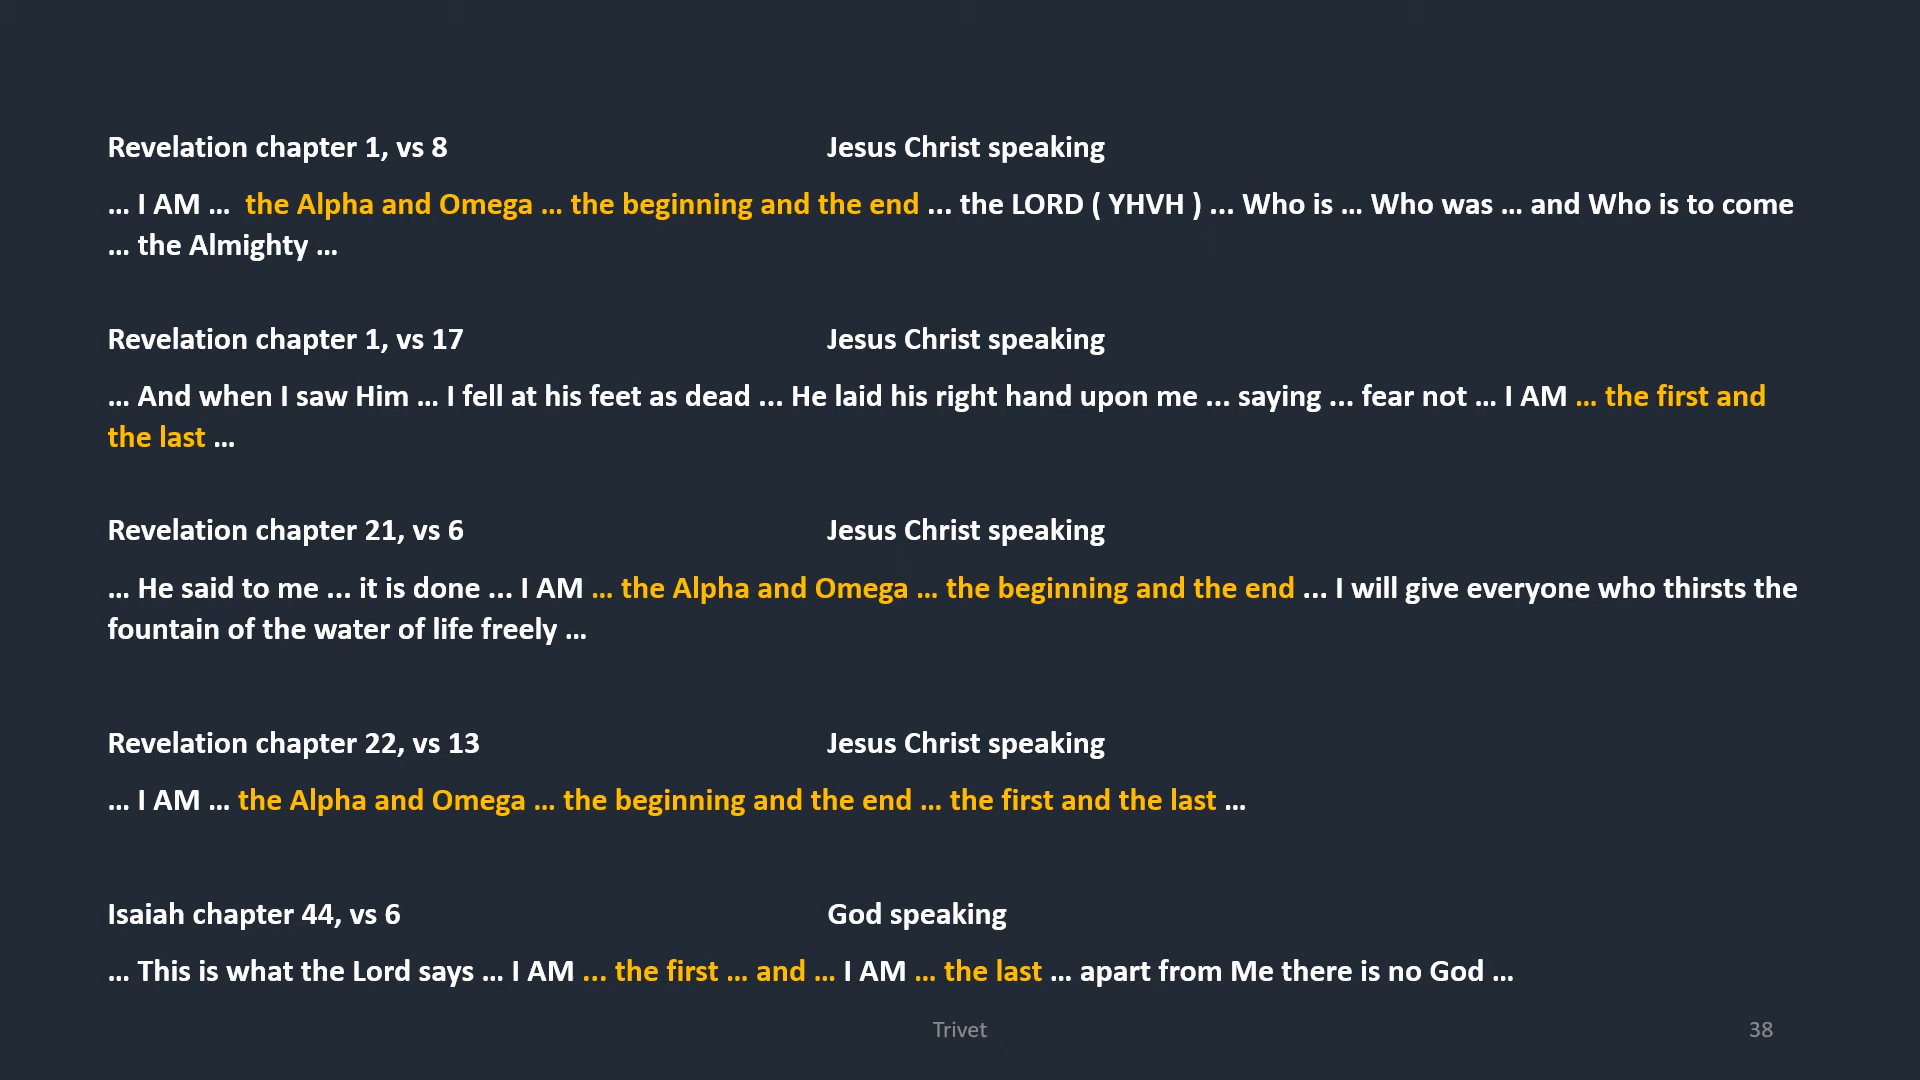 Revelation chapter 1, vs 8 Jesus Christ speaking
... I AM ... the Alpha and Omega ... the beginning and the end ... the LORD ( YHVH ) ... Who is ... Who was ... and Who is to come
... the Almighty ...
Revelation chapter 1, vs 17 Jesus Christ speaking
... And when I saw Him ... I fell at his feet as dead ... He laid his right hand upon me ... saying ... fear not ... I AM ... the first and
the last ...
Revelation chapter 21, vs 6 Jesus Christ speaking
... He said to me ... it is done ... I AM ... the Alpha and Omega ... the beginning and the end ... I will give everyone who thirsts the
fountain of the water of life freely ...
Revelation chapter 22, vs 13 Jesus Christ speaking
... I AM ... the Alpha and Omega ... the beginning and the end ... the first and the last ...
Isaiah chapter 44, vs 6 God speaking
... This is what the Lord says ... I AM ... the first ... and ... I AM ... the last ... apart from Me there is no God ...
Trivet 38